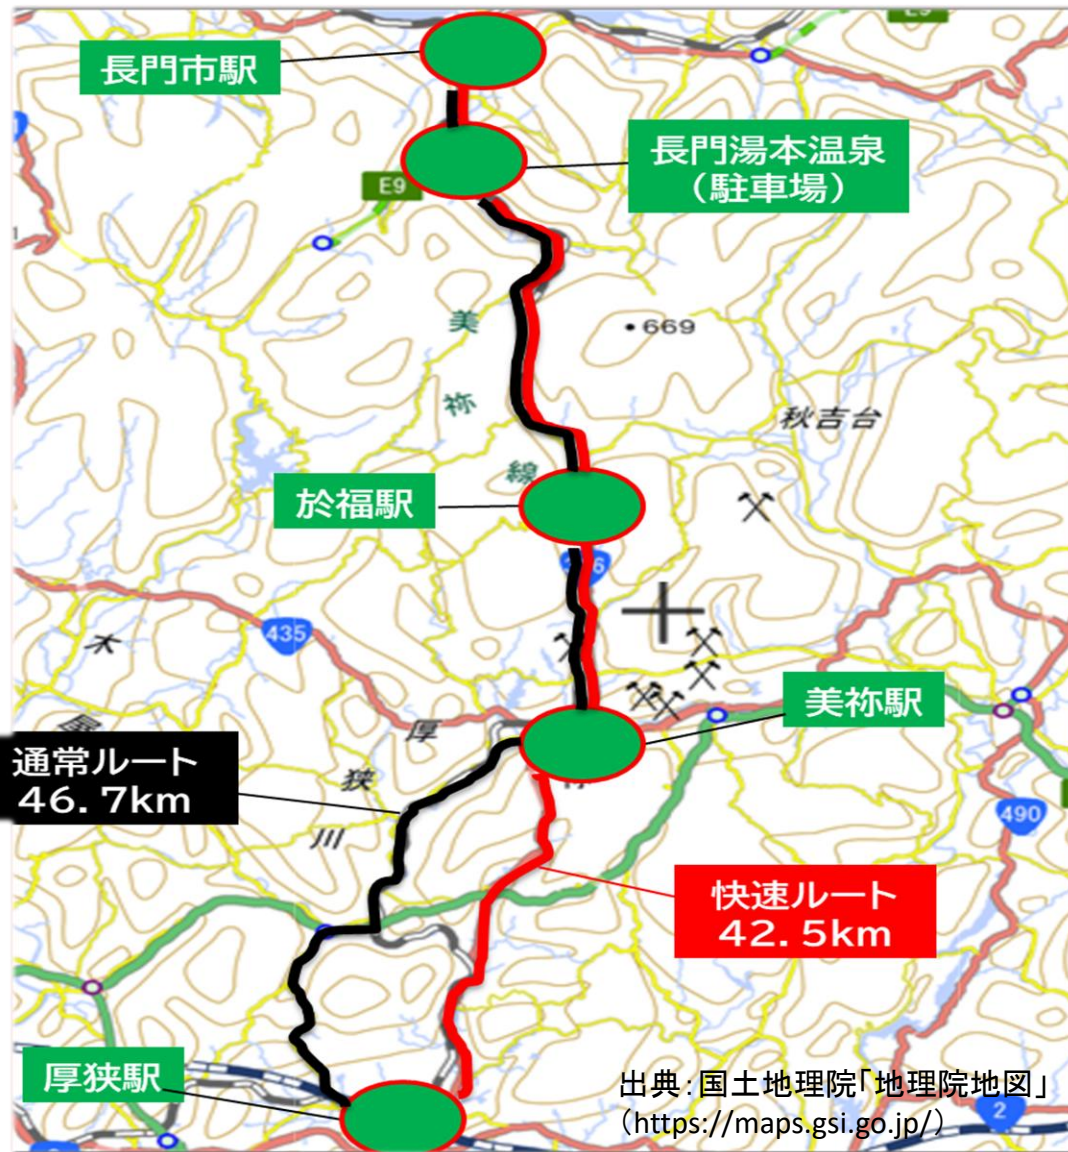 E9
長門市駅
長門湯本温泉
（駐車場）
E9
美
祢
線
・669
秋吉台
於福駅
435
木
屋
厚
狭
川
美祢駅
通常ルート
46.7km
490
快速ルート
42.5km
厚狭駅
出典：国土地理院「地理院地図」
（https://maps.gsi.go.jp/）
2